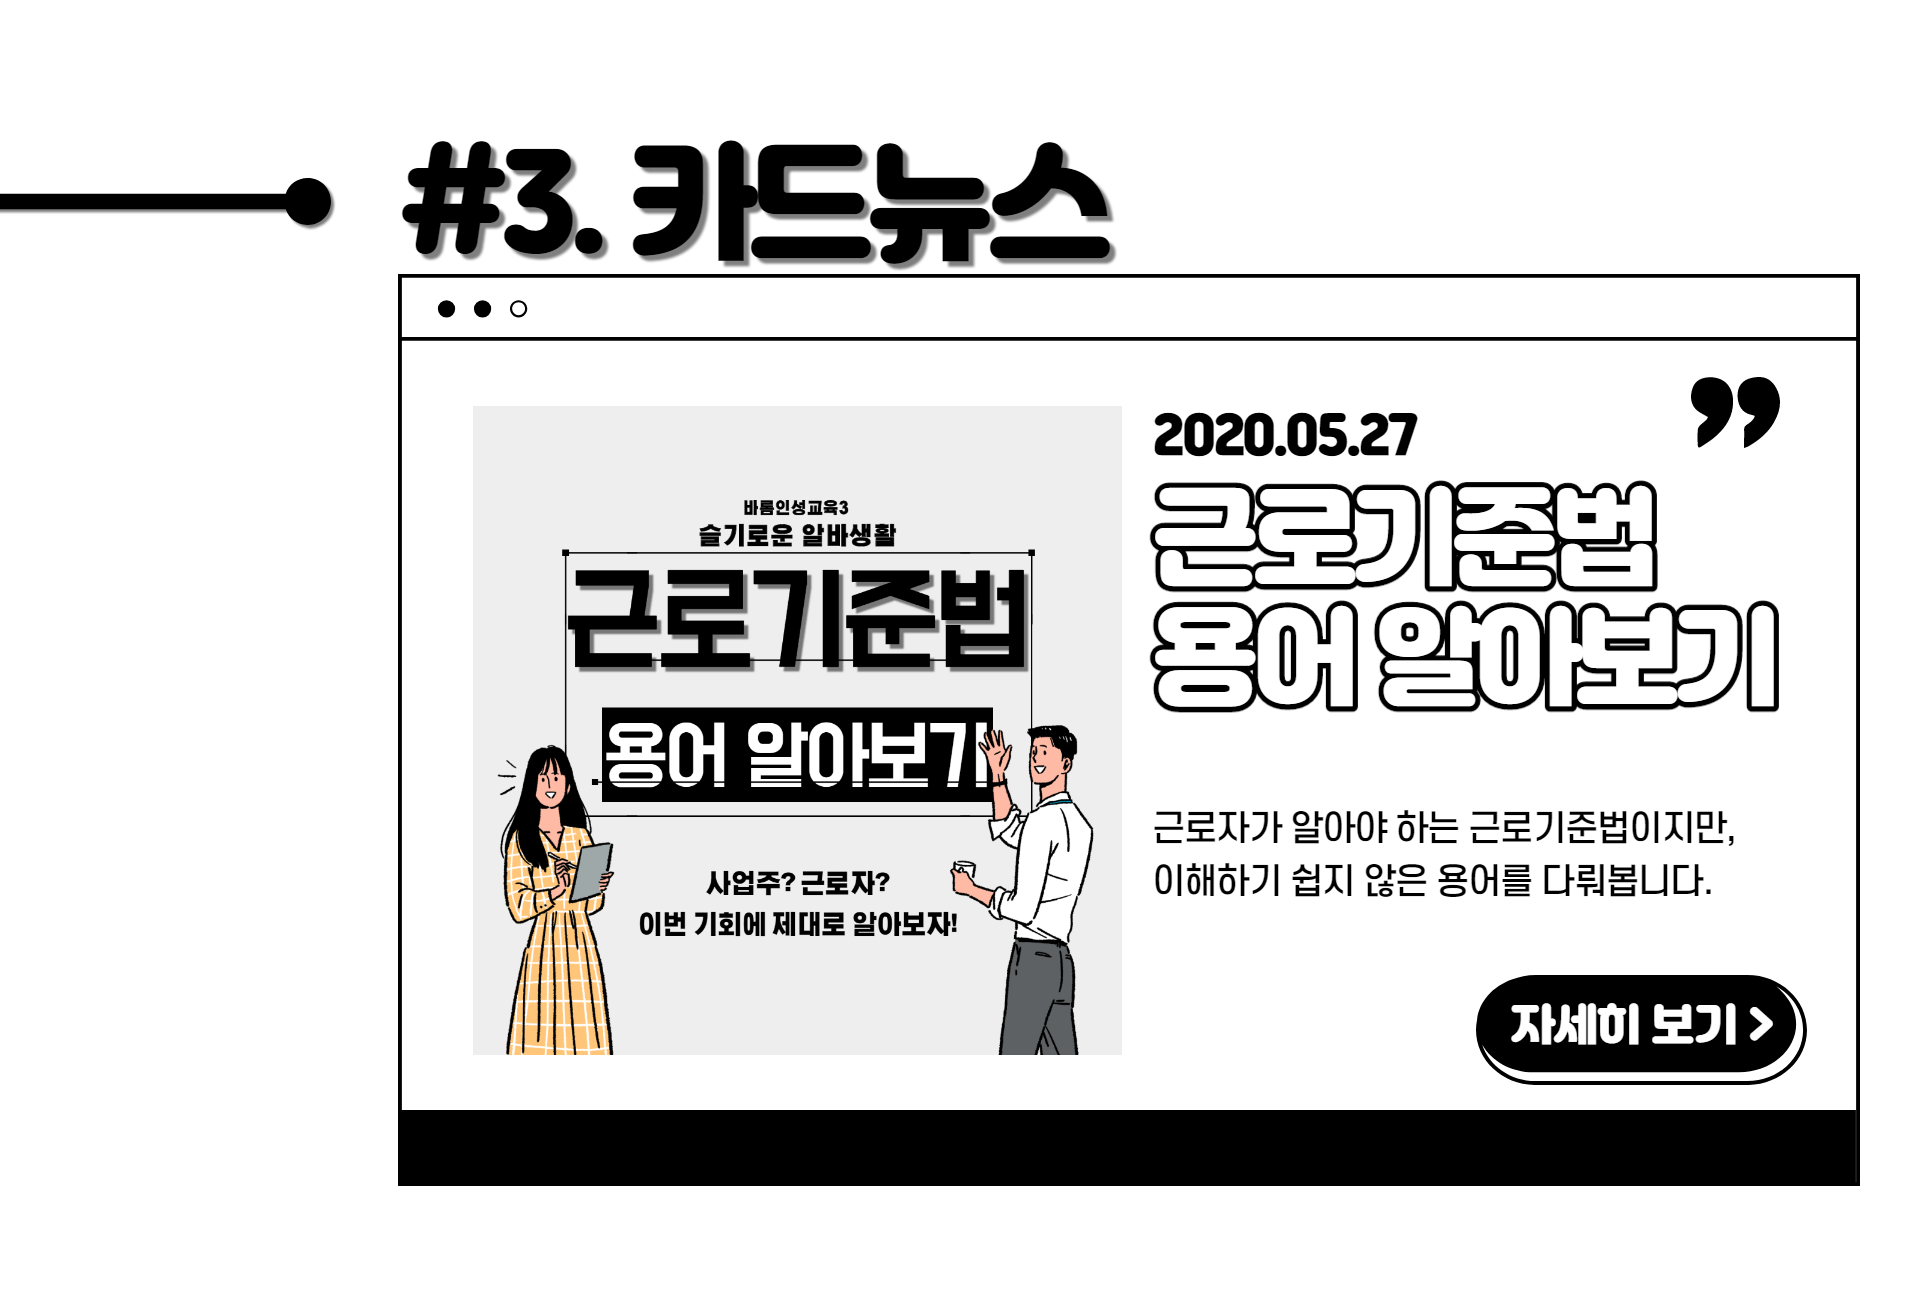 #3. 카드뉴스
바롬인성교육3
슬기로운 알바생활
근로기준법
용어 알아보기
사업주? 근로자?
이번 기회에 제대로 알아보자!
2020.05.27
근로기준법
용어 알아보기
근로자가 알아야 하는 근로기준법이지만,
이해하기 쉽지 않은 용어를 다뤄봅니다.
자세히 보기 >